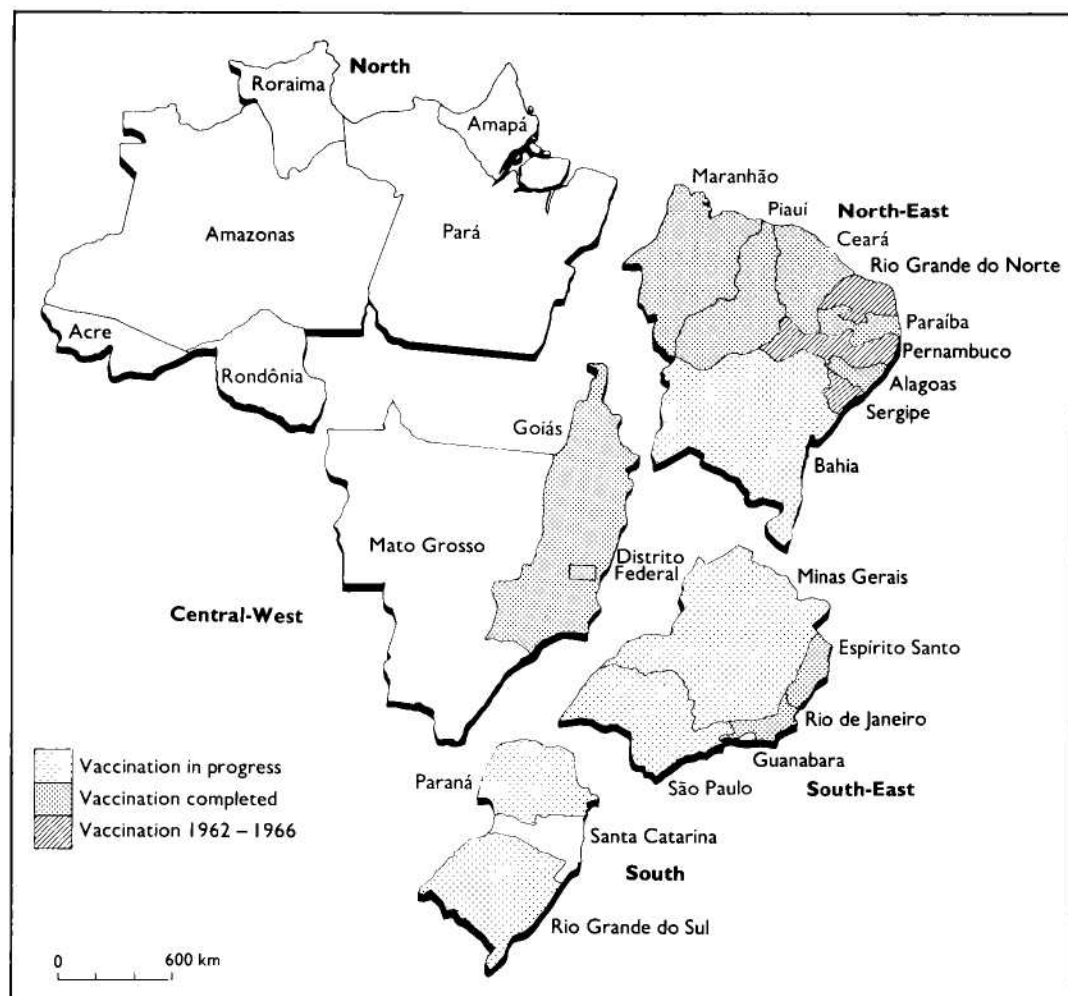 Roraima
North
Amapá
Amazonas
Pará
Acre
Rondônia
Maranhão
Piauí
North-East
Ceará
Rio Grande do Norte
Paraíba
Pernambuco
Alagoas
Sergipe
Bahia
Goiás
Mato Grosso
Distrito
Federal
Central-West
Minas Gerais
Espírito Santo
Rio de Janeiro
Guanabara
São Paulo
South-East
Paraná
Santa Catarina
South
Rio Grande do Sul
Vaccination in progress
Vaccination completed
Vaccination 1962 – 1966
0 600 km